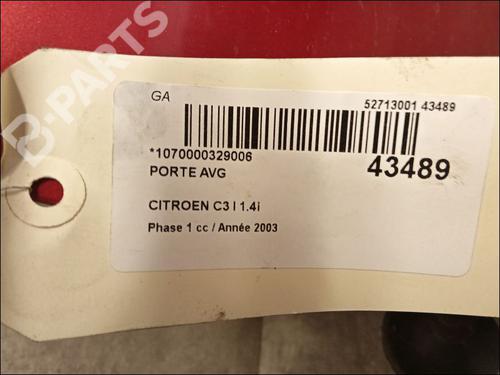 B-PARTS
GA
52713001 43489
*1070000329006
43489
PORTE AVG
CITROEN C3 I 1.4i
Phase 1 cc / Année 2003